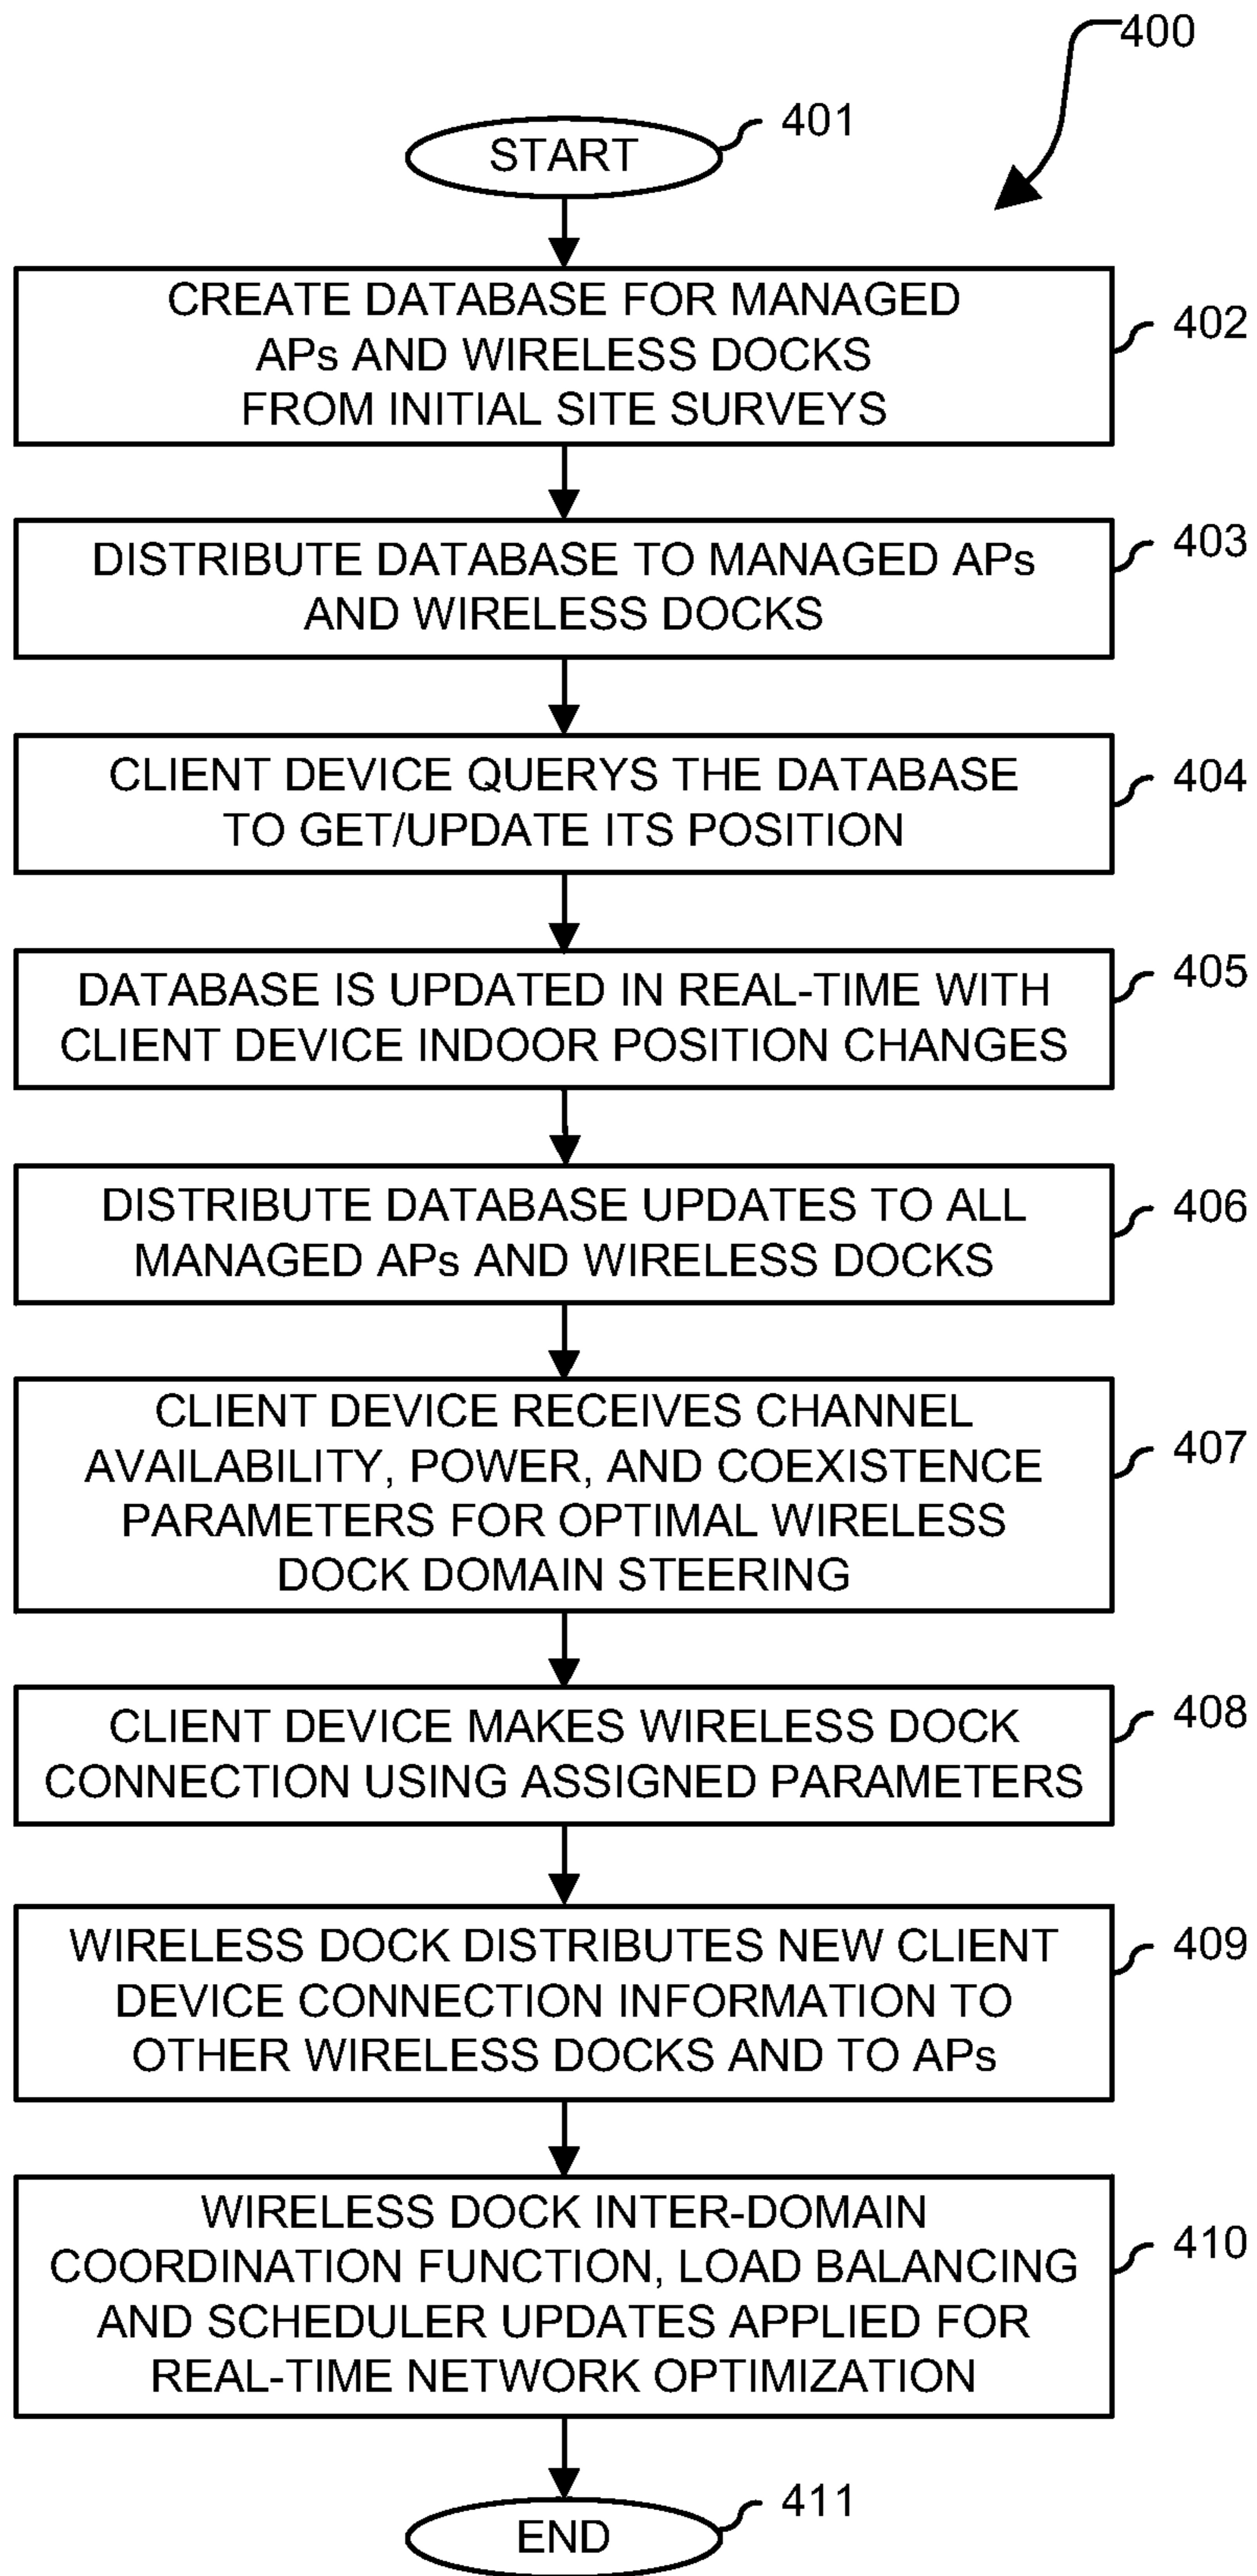 400
401
START
CREATE DATABASE FOR MANAGED
APs AND WIRELESS DOCKS
FROM INITIAL SITE SURVEYS
402
DISTRIBUTE DATABASE TO MANAGED APs
AND WIRELESS DOCKS
403
CLIENT DEVICE QUERYS THE DATABASE
TO GET/UPDATE ITS POSITION
404
DATABASE IS UPDATED IN REAL-TIME WITH
CLIENT DEVICE INDOOR POSITION CHANGES
405
DISTRIBUTE DATABASE UPDATES TO ALL
MANAGED APs AND WIRELESS DOCKS
406
CLIENT DEVICE RECEIVES CHANNEL
AVAILABILITY, POWER, AND COEXISTENCE
PARAMETERS FOR OPTIMAL WIRELESS
DOCK DOMAIN STEERING
407
CLIENT DEVICE MAKES WIRELESS DOCK
CONNECTION USING ASSIGNED PARAMETERS
408
WIRELESS DOCK DISTRIBUTES NEW CLIENT
DEVICE CONNECTION INFORMATION TO
OTHER WIRELESS DOCKS AND TO APs
409
WIRELESS DOCK INTER-DOMAIN
COORDINATION FUNCTION, LOAD BALANCING
AND SCHEDULER UPDATES APPLIED FOR
REAL-TIME NETWORK OPTIMIZATION
410
411
END